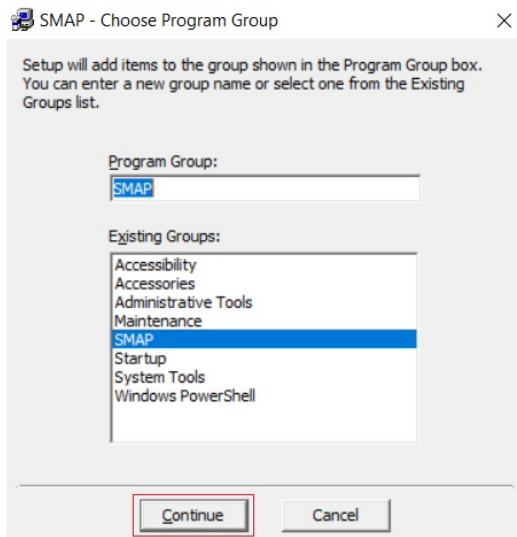 SMAP - Choose Program Group
Setup will add items to the group shown in the Program Group box.
You can enter a new group name or select one from the Existing
Groups list.
Program Group:
SMAP
Existing Groups:
Accessibility
Accessories
Administrative Tools
Maintenance
SMAP
Startup
System Tools
Windows PowerShell
Continue
Cancel